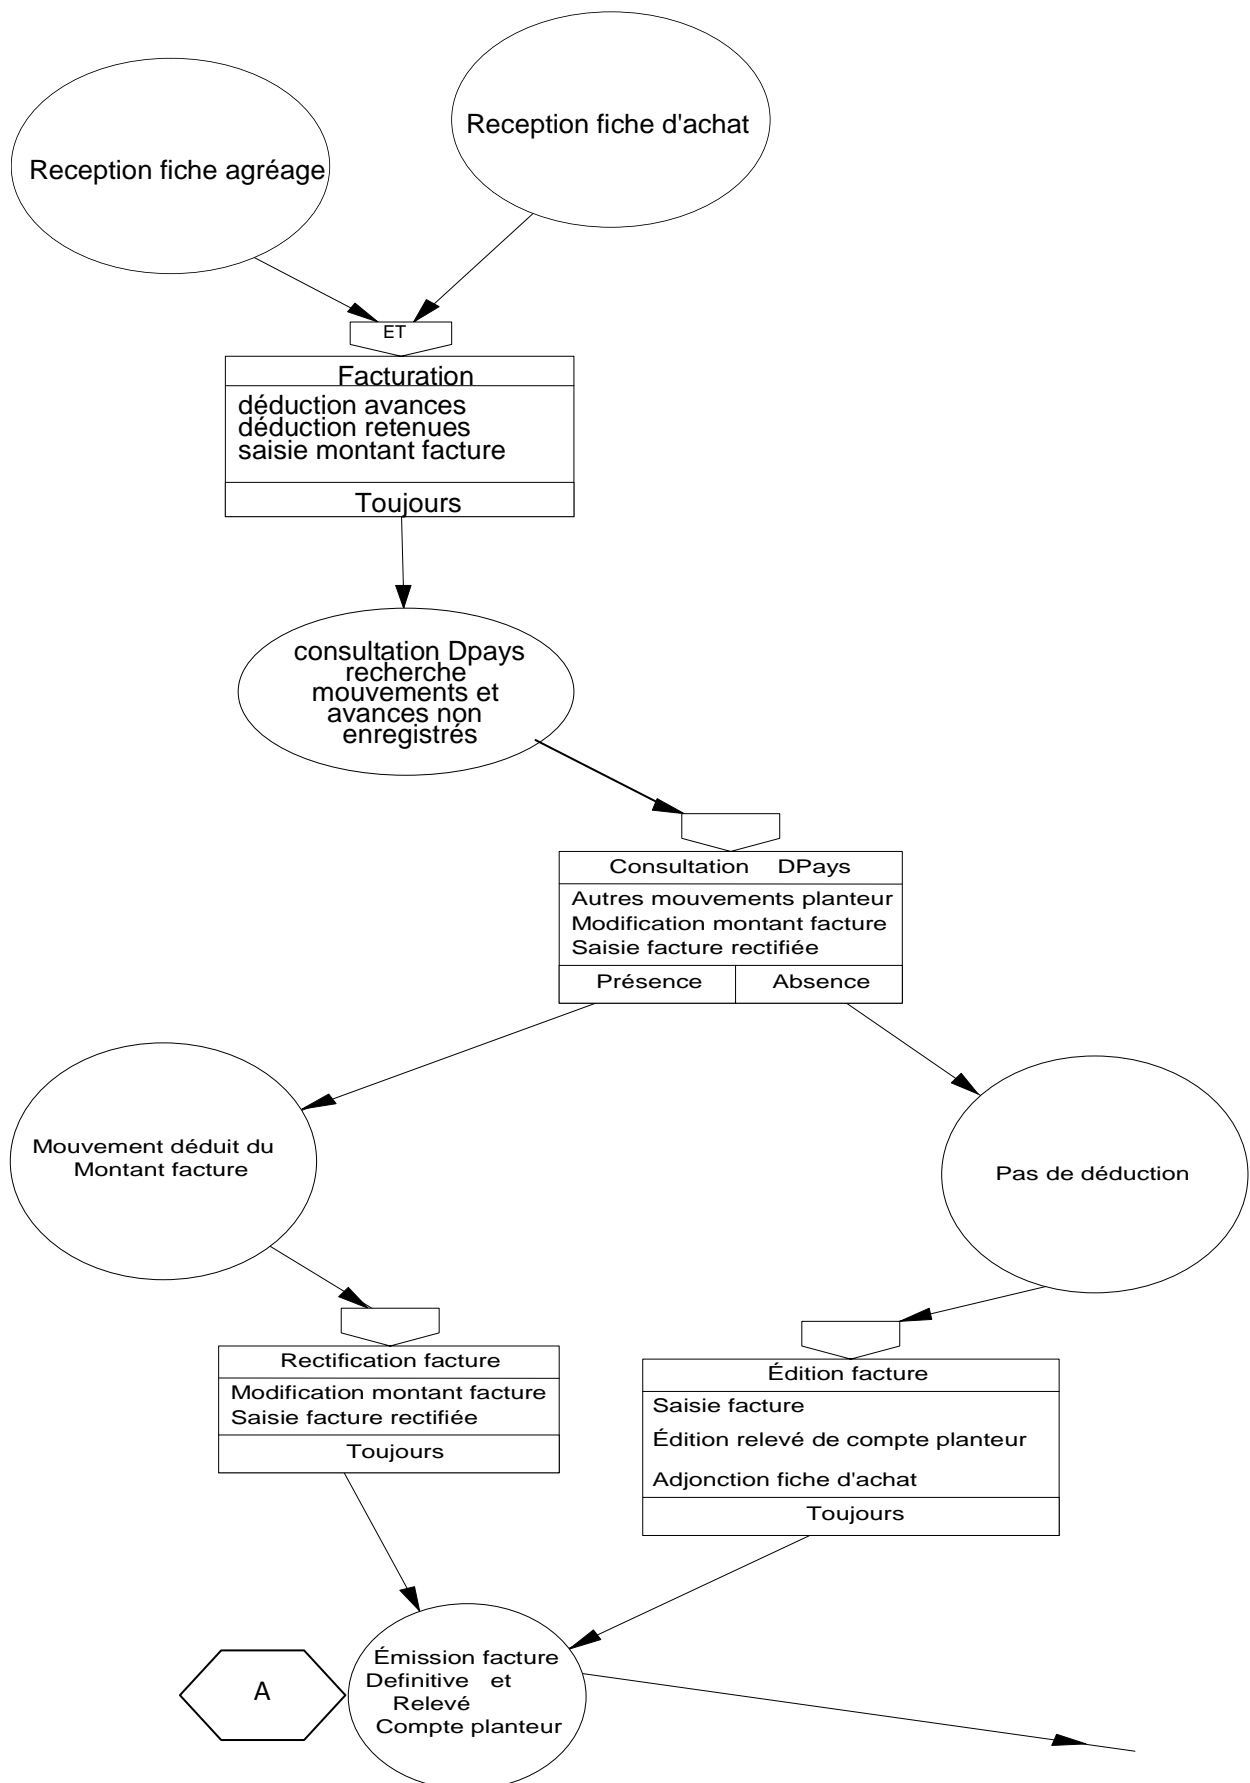 Reception fiche d'achat
Reception fiche agréage
ET
Facturation
déduction avances
déduction retenues
saisie montant facture
Toujours
consultation Dpays
recherche
mouvements et
avances non
enregistrés
Consultation DPays
Autres mouvements planteur
Modification montant facture
Saisie facture rectifiée
Présence
Absence
Mouvement déduit du
Montant facture
Pas de déduction
Rectification facture
Modification montant facture
Saisie facture rectifiée
Toujours
Édition facture
Saisie facture
Édition relevé de compte planteur
Adjonction fiche d'achat
Toujours
A
Émission facture
Definitive et
Relevé
Compte planteur